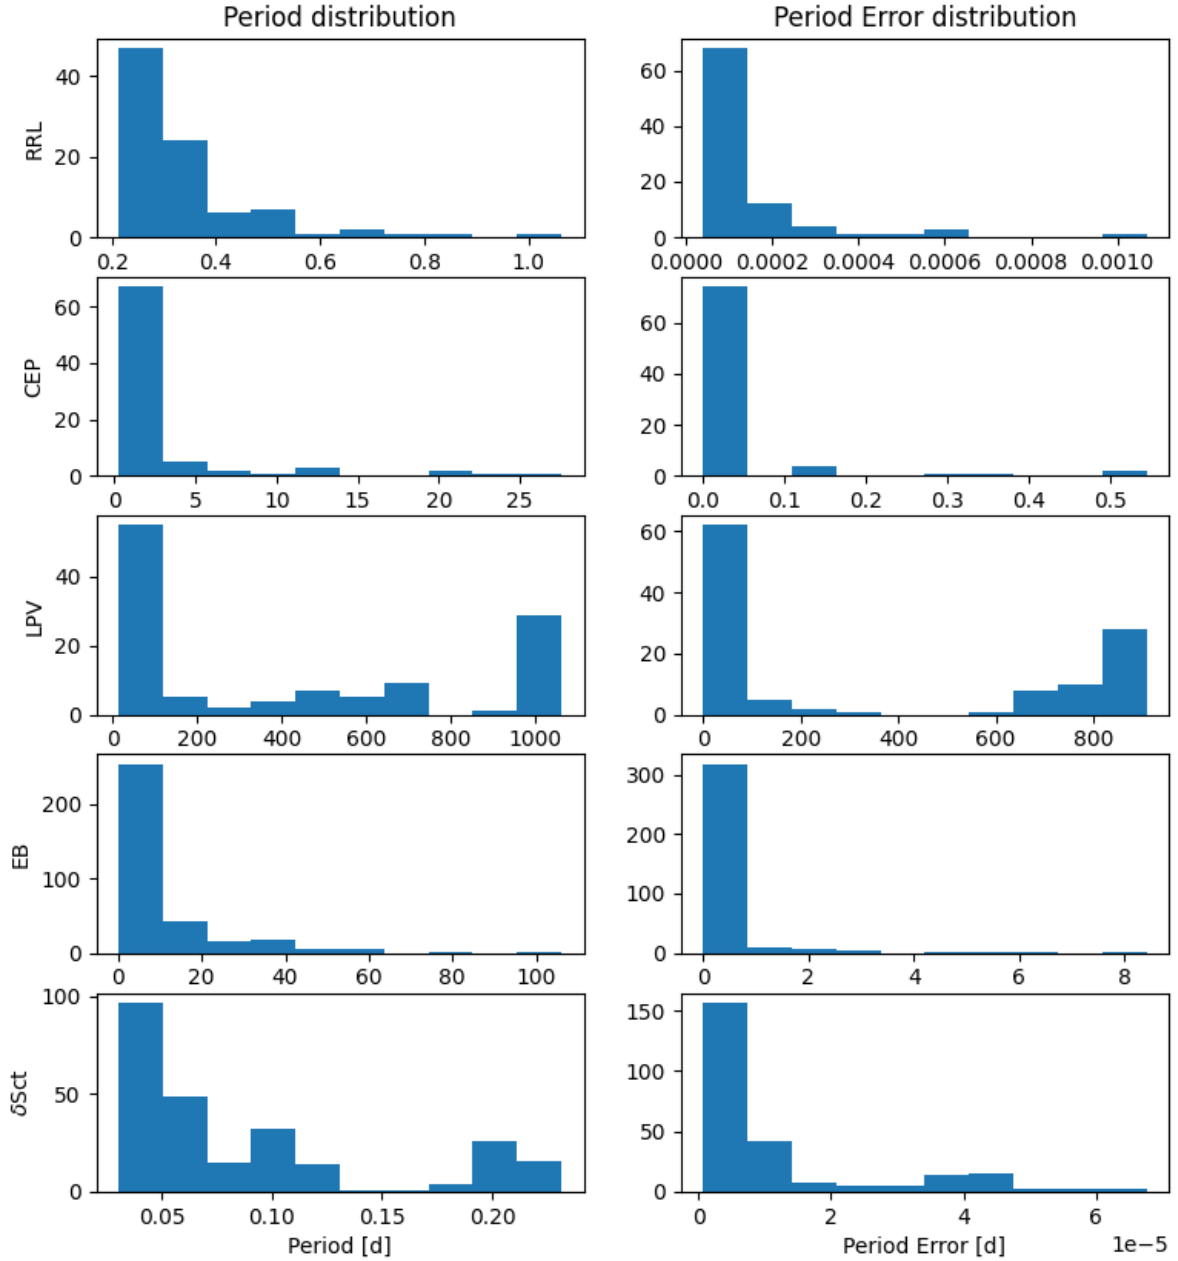 Period distribution
Period Error distribution
RRL
40
20
0
0.2 0.4 0.6 0.8 1.0
60
40
20
0
0.0000 0.0002 0.0004 0.0006 0.0008 0.0010
CEP
60
40
20
0
0 5 10 15 20 25
60
40
20
0
0.0 0.1 0.2 0.3 0.4 0.5
LPV
40
20
0
0 200 400 600 800 1000
60
40
20
0
0 200 400 600 800
EB
200
100
0
0 20 40 60 80 100
300
200
100
0
0 2 4 6 8
δSct
100
50
0
0.05 0.10 0.15 0.20
Period [d]
150
100
50
0
0 2 4 6
Period Error [d]
1e−5